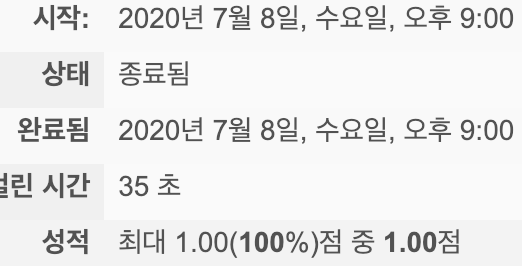 시작: 2020년 7월 8일, 수요일, 오후 9:00
상태 종료됨
완료됨 2020년 7월 8일, 수요일, 오후 9:00
걸린 시간 35 초
성적 최대 1.00(100%)점 중 1.00점